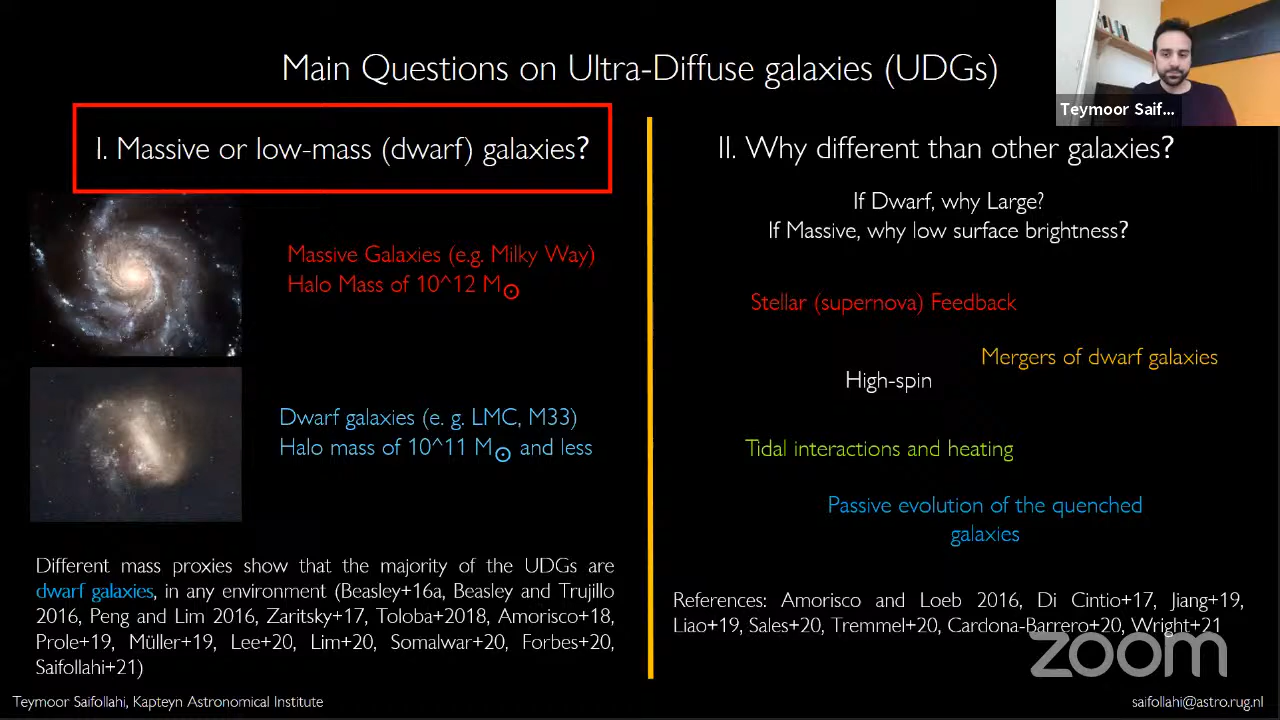 Main Questions on Ultra-Diffuse galaxies (UDGs)
Teymoor Saif...
I. Massive or low-mass (dwarf) galaxies?
Massive Galaxies (e.g. Milky Way)
Halo Mass of 10^12 M☉
Dwarf galaxies (e. g. LMC, M33)
Halo mass of 10^11 M☉ and less
Different mass proxies show that the majority of the UDGs are
dwarf galaxies, in any environment (Beasley+16a, Beasley and Trujillo
2016, Peng and Lim 2016, Zaritsky+17, Toloba+2018, Amorisco+18,
Prole+19, Müller+19, Lee+20, Lim+20, Somalwar+20, Forbes+20,
Saifollahi+21)
II. Why different than other galaxies?
If Dwarf, why Large?
If Massive, why low surface brightness?
Stellar (supernova) Feedback
Mergers of dwarf galaxies
High-spin
Tidal interactions and heating
Passive evolution of the quenched
galaxies
References: Amorisco and Loeb 2016, Di Cintio+17, Jiang+19,
Liao+19, Sales+20, Tremmel+20, Cardona-Barrero+20, Wright+21
zoom
Teymoor Saifollahi, Kapteyn Astronomical Institute
saifollahi@astro.rug.nl